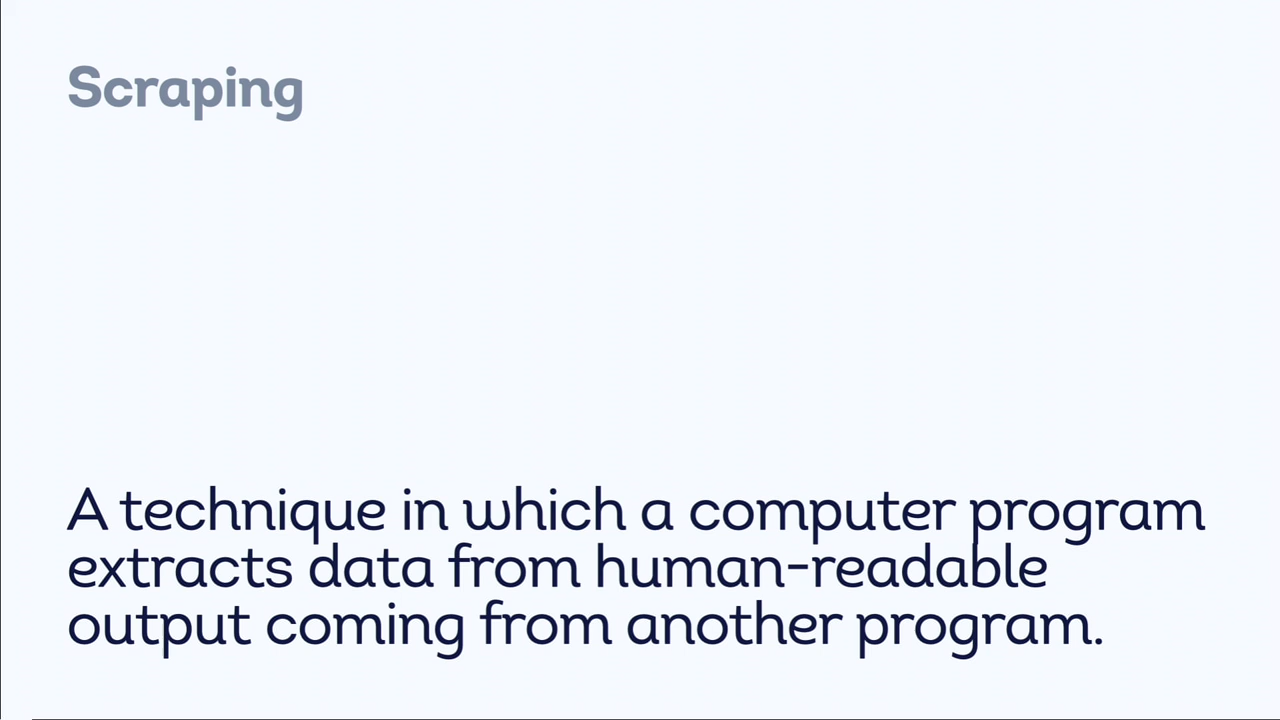 Scraping
A technique in which a computer program
extracts data from human-readable
output coming from another program.